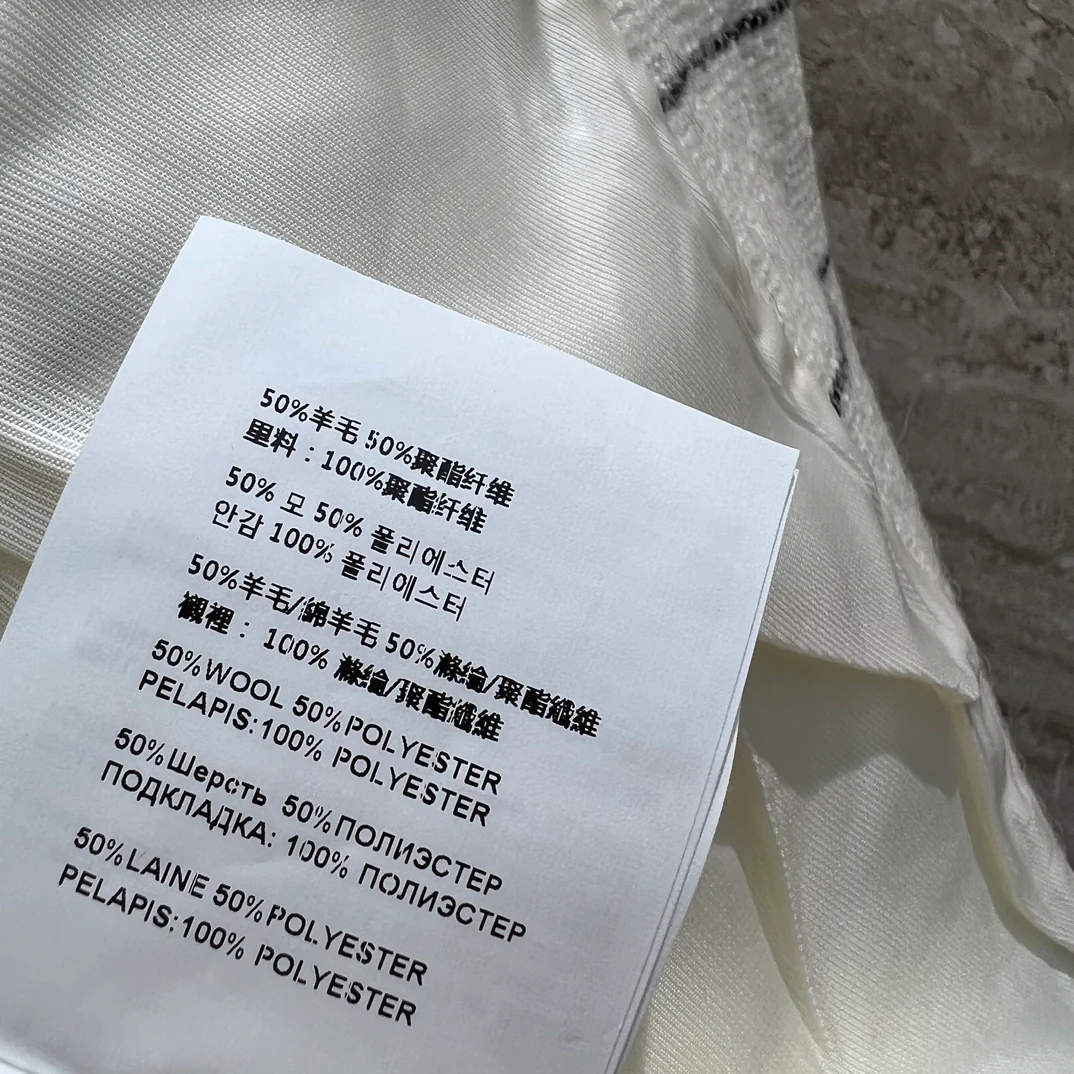 50%羊毛 50%聚酯纤维
里料：100%聚酯纤维
50% 모 50% 폴리에스터
안감 100% 폴리에스터
50%羊毛/綿羊毛 50%滌綸/聚酯纖維
襯裡：100% 滌綸/聚酯纖維
50%WOOL 50%POLYESTER
PELAPIS:100% POLYESTER
50%Шерсть 50%ПОЛИЭСТЕР
ПОДКЛАДКА: 100% ПОЛИЭСТЕР
50%LAINE 50%POLYESTER
PELAPIS:100% POLYESTER